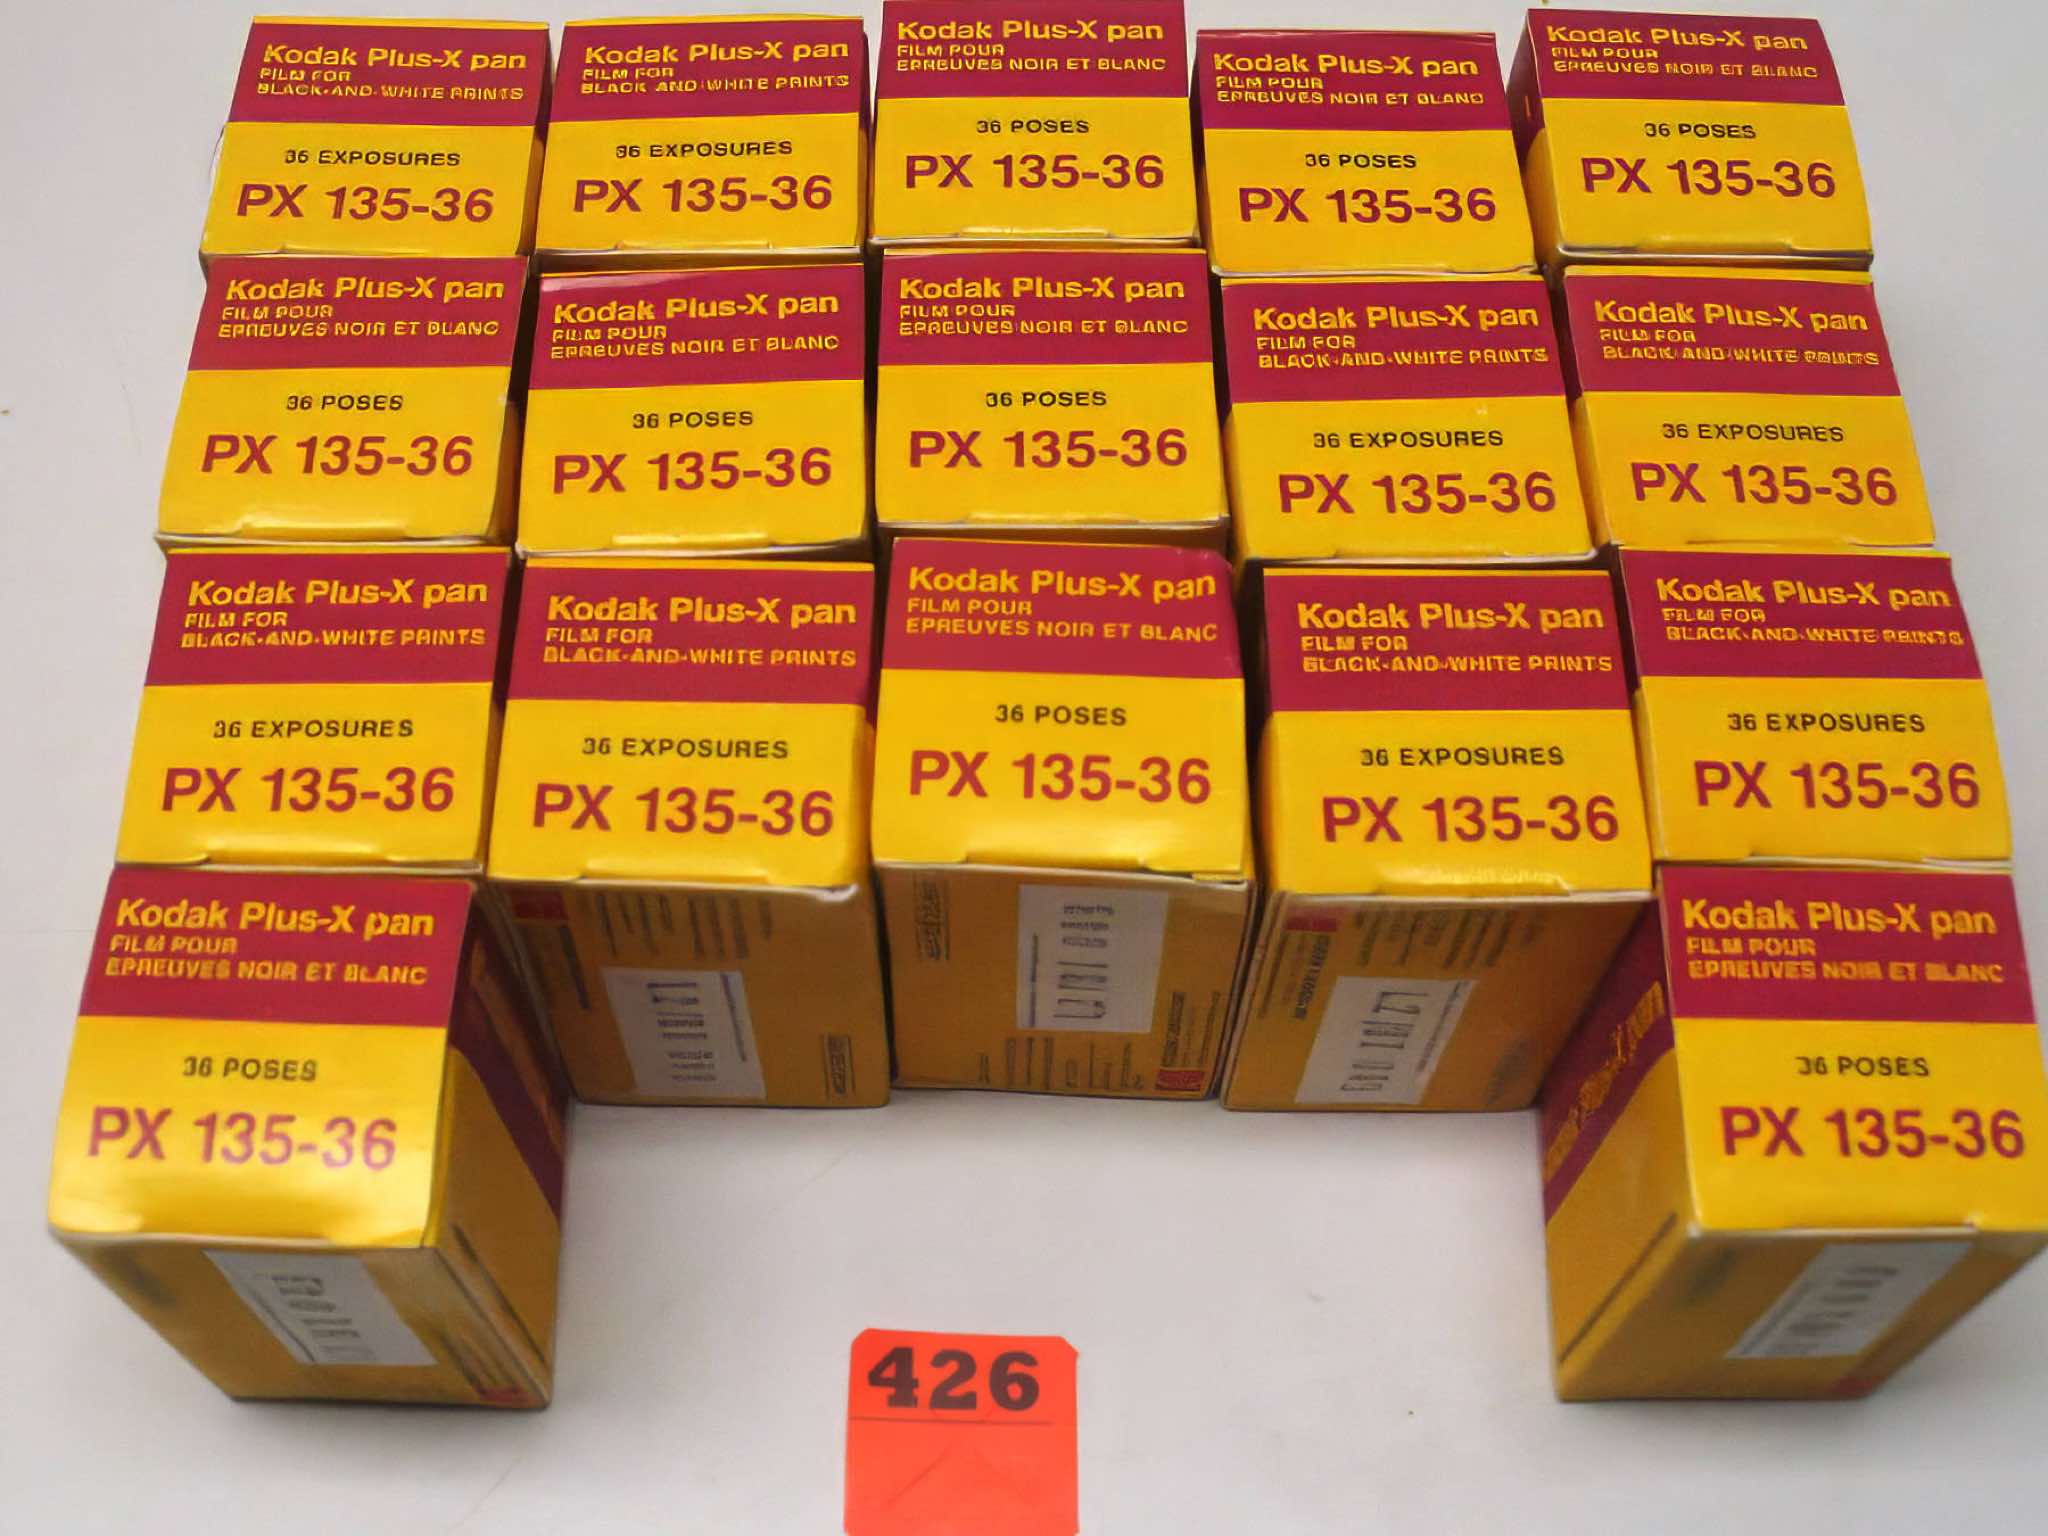 Kodak Plus-X pan
FILM FOR
BLACK-AND-WHITE PRINTS
36 EXPOSURES
PX 135-36
Kodak Plus-X pan
FILM FOR
BLACK-AND-WHITE PRINTS
36 EXPOSURES
PX 135-36
Kodak Plus-X pan
FILM POUR
EPREUVES NOIR ET BLANC
36 POSES
PX 135-36
Kodak Plus-X pan
FILM POUR
EPREUVES NOIR ET BLANC
36 POSES
PX 135-36
Kodak Plus-X pan
FILM POUR
EPREUVES NOIR ET BLANC
36 POSES
PX 135-36
Kodak Plus-X pan
FILM POUR
EPREUVES NOIR ET BLANC
36 POSES
PX 135-36
Kodak Plus-X pan
FILM POUR
EPREUVES NOIR ET BLANC
36 POSES
PX 135-36
Kodak Plus-X pan
FILM POUR
EPREUVES NOIR ET BLANC
36 POSES
PX 135-36
Kodak Plus-X pan
FILM FOR
BLACK-AND-WHITE PRINTS
36 EXPOSURES
PX 135-36
Kodak Plus-X pan
FILM FOR
BLACK-AND-WHITE PRINTS
36 EXPOSURES
PX 135-36
Kodak Plus-X pan
FILM FOR
BLACK-AND-WHITE PRINTS
36 EXPOSURES
PX 135-36
Kodak Plus-X pan
FILM FOR
BLACK-AND-WHITE PRINTS
36 EXPOSURES
PX 135-36
Kodak Plus-X pan
FILM POUR
EPREUVES NOIR ET BLANC
36 POSES
PX 135-36
Kodak Plus-X pan
FILM FOR
BLACK-AND-WHITE PRINTS
36 EXPOSURES
PX 135-36
Kodak Plus-X pan
FILM FOR
BLACK-AND-WHITE PRINTS
36 EXPOSURES
PX 135-36
Kodak Plus-X pan
FILM POUR
EPREUVES NOIR ET BLANC
36 POSES
PX 135-36
Kodak Plus-X pan
FILM POUR
EPREUVES NOIR ET BLANC
36 POSES
PX 135-36
426